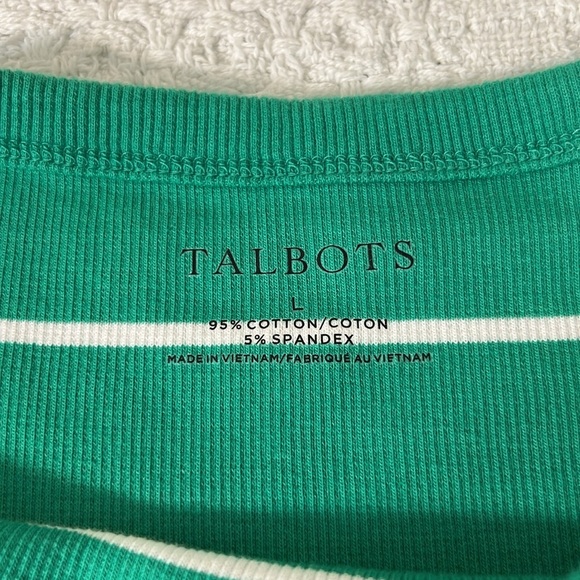 TALBOTS
L
95% COTTON/COTON
5% SPANDEX
MADE IN VIETNAM/FABRIQUÉ AU VIETNAM